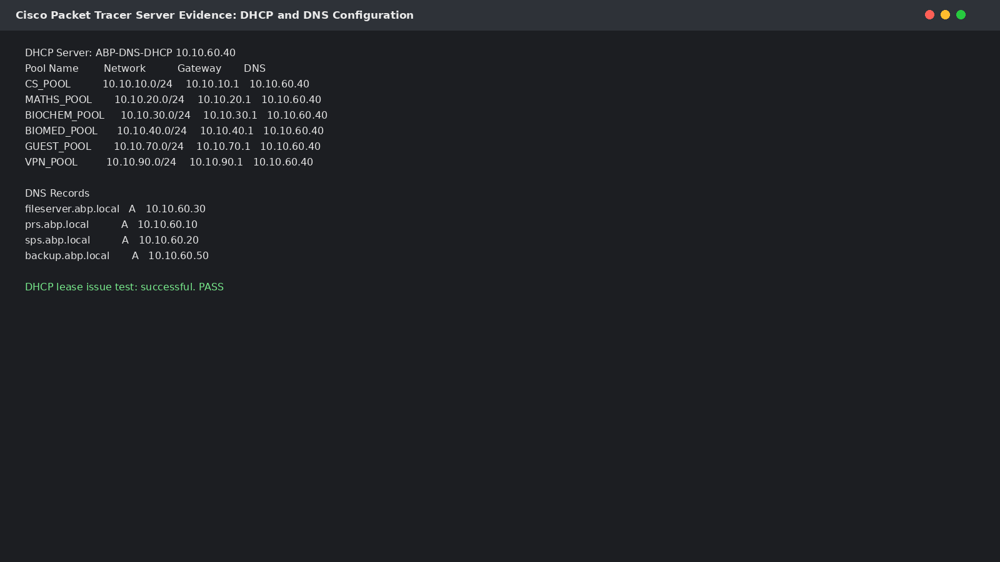 Cisco Packet Tracer Server Evidence: DHCP and DNS Configuration
DHCP Server: ABP-DNS-DHCP 10.10.60.40
Pool Name Network Gateway DNS
CS_POOL 10.10.10.0/24 10.10.10.1 10.10.60.40
MATHS_POOL 10.10.20.0/24 10.10.20.1 10.10.60.40
BIOCHEM_POOL 10.10.30.0/24 10.10.30.1 10.10.60.40
BIOMED_POOL 10.10.40.0/24 10.10.40.1 10.10.60.40
GUEST_POOL 10.10.70.0/24 10.10.70.1 10.10.60.40
VPN_POOL 10.10.90.0/24 10.10.90.1 10.10.60.40
DNS Records
fileserver.abp.local A 10.10.60.30
prs.abp.local A 10.10.60.10
sps.abp.local A 10.10.60.20
backup.abp.local A 10.10.60.50
DHCP lease issue test: successful. PASS